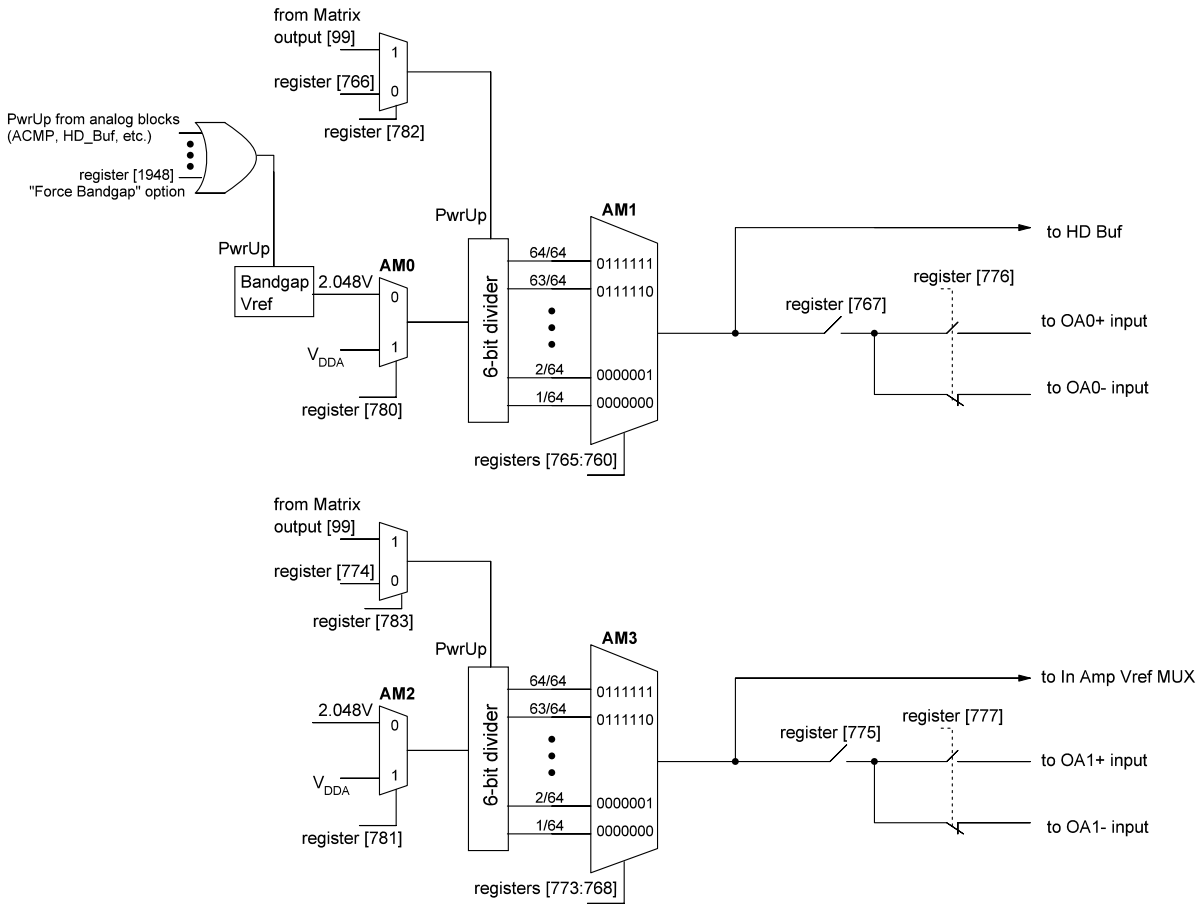 from Matrix
output [99]
1
register [766]
0
register [782]
PwrUp from analog blocks
(ACMP, HD_Buf, etc.)
register [1948]
"Force Bandgap" option
PwrUp
Bandgap
Vref
2.048V
AM0
0
VDDA
1
register [780]
PwrUp
6-bit divider
64/64
63/64
2/64
1/64
AM1
0111111
0111110
0000001
0000000
registers [765:760]
to HD Buf
register [776]
register [767]
to OA0+ input
to OA0- input
from Matrix
output [99]
1
register [774]
0
register [783]
PwrUp
AM2
2.048V
0
VDDA
1
register [781]
6-bit divider
64/64
63/64
2/64
1/64
AM3
0111111
0111110
0000001
0000000
registers [773:768]
to In Amp Vref MUX
register [777]
register [775]
to OA1+ input
to OA1- input